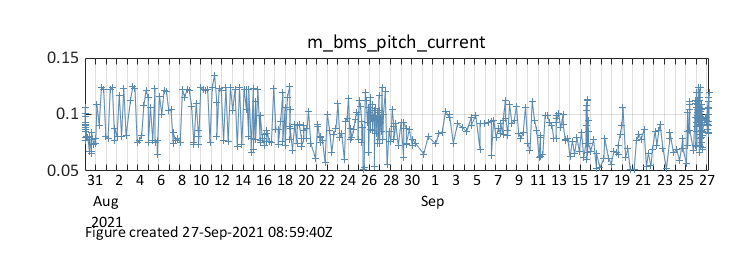 m_bms_pitch_current
0.15
0.1
0.05
31 2 4 6 8 10 12 14 16 18 20 22 24 26 28 30 1 3 5 7 9 11 13 15 17 19 21 23 25 27
Aug Sep
2021
Figure created 27-Sep-2021 08:59:40Z